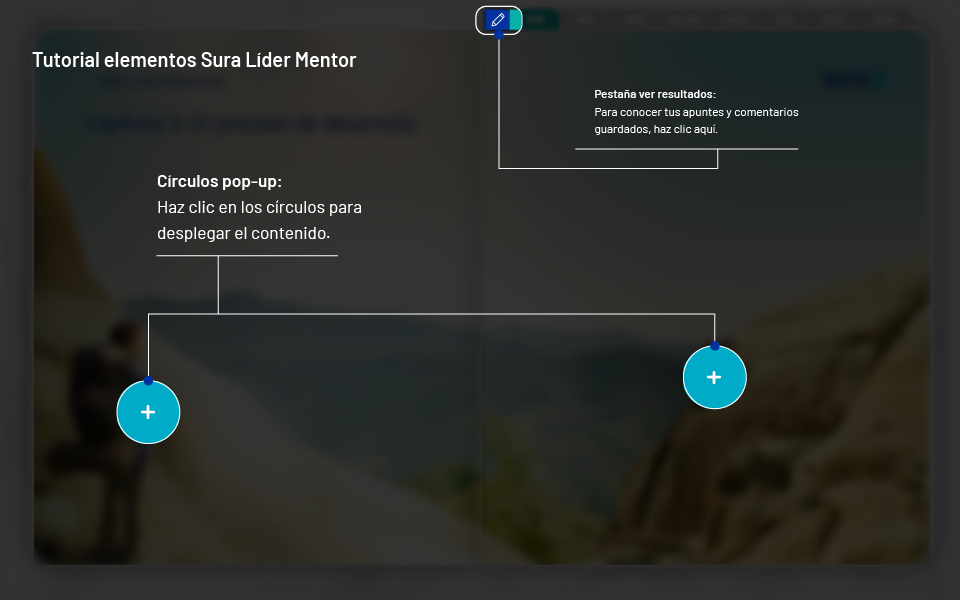 Tutorial elementos Sura Líder Mentor
Pestaña ver resultados:
Para conocer tus apuntes y comentarios
guardados, haz clic aquí.
Círculos pop-up:
Haz clic en los círculos para
desplegar el contenido.